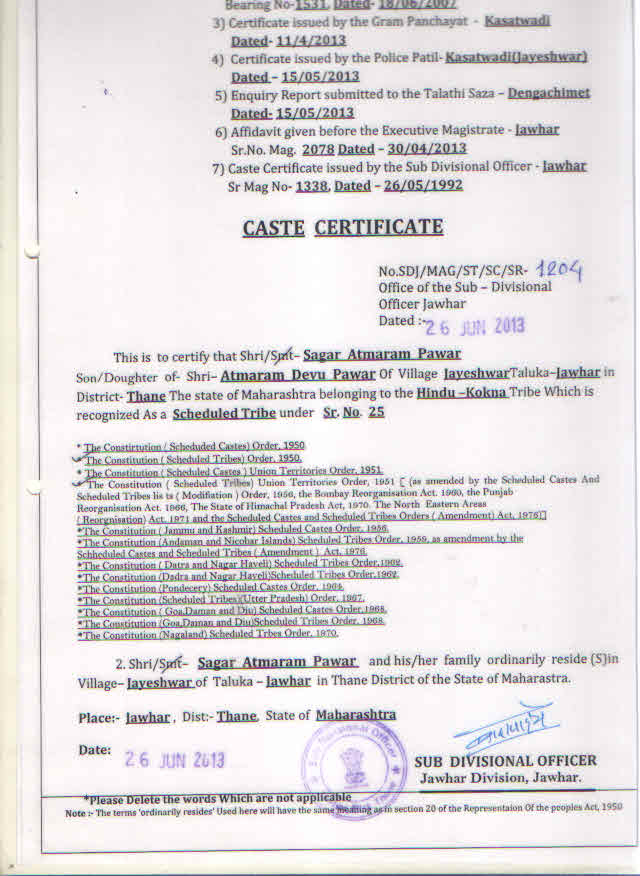 Bearing No-1531, Dated- 18/06/2007
3) Certificate issued by the Gram Panchayat - Kasatwadi
Dated- 11/4/2013
4) Certificate issued by the Police Patil- Kasatwadi(Jayeshwar)
Dated – 15/05/2013
5) Enquiry Report submitted to the Talathi Saza – Dengachimet
Dated- 15/05/2013
6) Affidavit given before the Executive Magistrate - Jawhar
Sr.No. Mag. 2078 Dated – 30/04/2013
7) Caste Certificate issued by the Sub Divisional Officer - Jawhar
Sr Mag No- 1338, Dated – 26/05/1992
CASTE CERTIFICATE
No.SDJ/MAG/ST/SC/SR- 1204
Office of the Sub – Divisional
Officer Jawhar
Dated :- 26 JUN 2013
This is to certify that Shri/Smt– Sagar Atmaram Pawar
Son/Doughter of- Shri– Atmaram Devu Pawar Of Village JayeshwarTaluka–Jawhar in
District- Thane The state of Maharashtra belonging to the Hindu –Kokna Tribe Which is
recognized As a Scheduled Tribe under Sr. No. 25
* The Constirtution ( Scheduded Castes) Order, 1950
*The Constitution ( Scheduled Tribes) Order, 1950.
* The Constitution ( Scheduled Castes ) Union Territories Order, 1951
*The Constitution ( Scheduled Tribes) Union Territories Order, 1951 [ (as amended by the Scheduled Castes And
Scheduled Tribes lis ts ( Modifiation ) Order, 1956, the Bombay Reorganisation Act. 1960, the Punjab
Reorganisation Act. 1966, The State of Himachal Pradesh Act, 1970. The North Eastern Areas
( Reorgnisation) Act. 1971 and the Scheduled Castes and Scheduled Tribes Orders ( Amendment) Act, 1976)]
*The Constitution ( Jammu and Kashmir) Scheduled Castes Order, 1956.
*The Constitution (Andaman and Nicobar Islands) Scheduled Tribes Order, 1959, as amendment by the
Schheduled Castes and Scheduled Tribes ( Amendment ) Act, 1976.
*The Constitution ( Datra and Nagar Haveli) Scheduled Tribes Order,1962.
*The Constitution (Dadra and Nagar Haveli)Scheduled Tribes Order,1962.
*The Constitution (Pondecery) Scheduled Castes Order, 1964.
*The Constitution (Scheduled Tribes)(Utter Pradesh) Order, 1967.
*The Constitution ( Goa,Daman and Diu) Scheduled Castes Order,1968.
*The Constitution (Goa,Daman and Diu)Scheduled Tribes Order, 1968.
*The Constitution (Nagaland) Scheduled Trbes Order, 1970.
2. Shri/Smt– Sagar Atmaram Pawar and his/her family ordinarily reside (S)in
Village– Jayeshwar of Taluka – Jawhar in Thane District of the State of Maharastra.
Place:- Jawhar , Dist:- Thane, State of Maharashtra
Date: 26 JUN 2013
Sub Divisional Officer
SUB DIVISIONAL OFFICER
Jawhar Division, Jawhar.
*Please Delete the words Which are not applicable
Note :- The terms 'ordinarily resides' Used here will have the same meaning as in section 20 of the Representaion Of the peoples Act, 1950